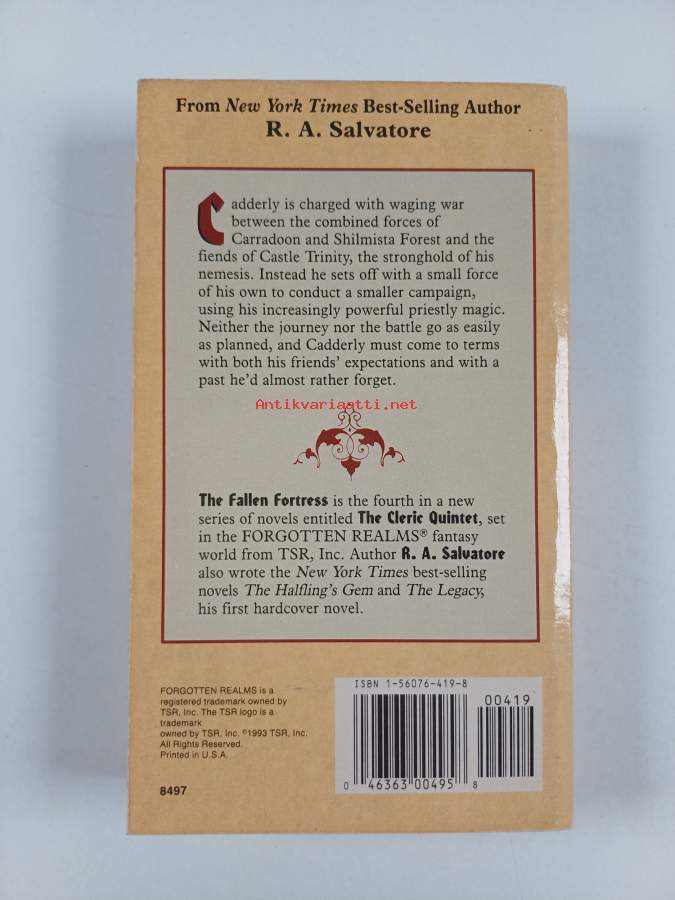 From New York Times Best-Selling Author
R. A. Salvatore
Cadderly is charged with waging war
between the combined forces of
Carradoon and Shilmista Forest and the
fiends of Castle Trinity, the stronghold of his
nemesis. Instead he sets off with a small force
of his own to conduct a smaller campaign,
using his increasingly powerful priestly magic.
Neither the journey nor the battle go as easily
as planned, and Cadderly must come to terms
with both his friends' expectations and with a
past he'd almost rather forget.
Antikvariaatti.net
The Fallen Fortress is the fourth in a new
series of novels entitled The Cleric Quintet, set
in the FORGOTTEN REALMS® fantasy
world from TSR, Inc. Author R. A. Salvatore
also wrote the New York Times best-selling
novels The Halfling's Gem and The Legacy,
his first hardcover novel.
FORGOTTEN REALMS is a
registered trademark owned by
TSR, Inc. The TSR logo is a
trademark
owned by TSR, Inc. ©1993 TSR, Inc.
All Rights Reserved.
Printed in U.S.A.
8497
ISBN 1-56076-419-8
00419
0 46363 00495 8